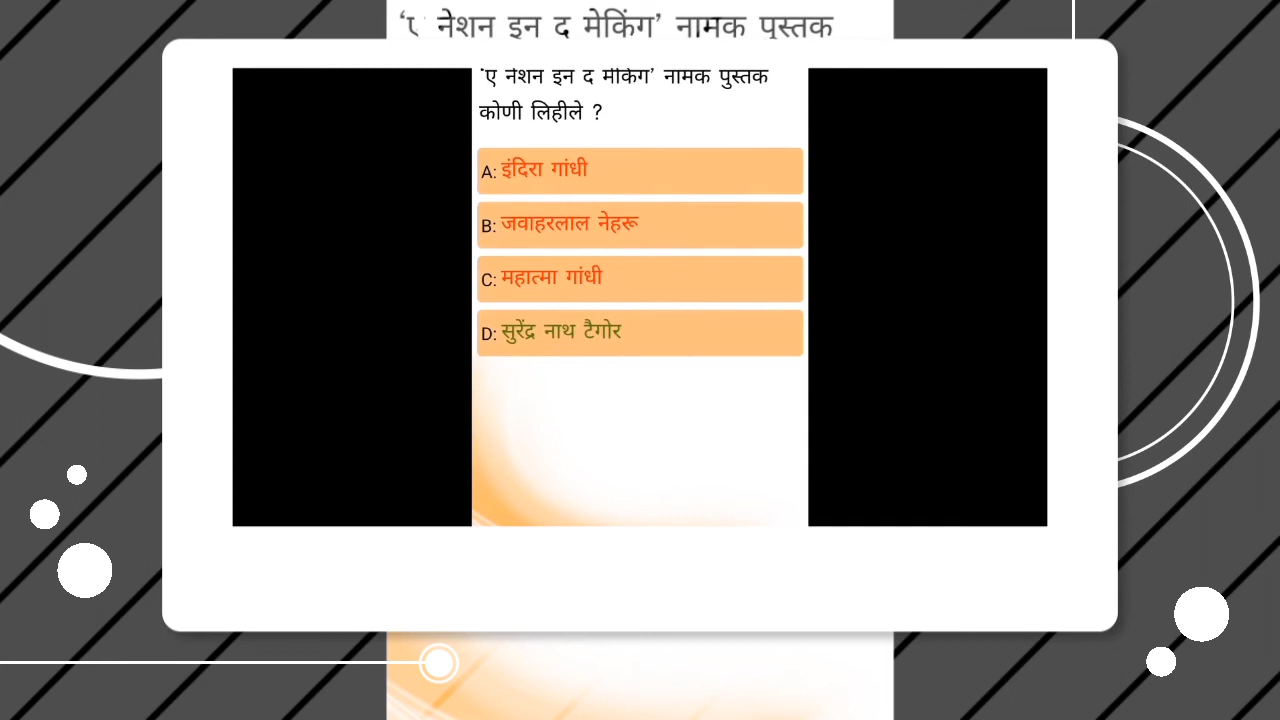 नेशन इन द मेकिंग’ नामक पुस्तक
‘ए नेशन इन द मेकिंग’ नामक पुस्तक
कोणी लिहीले ?
A: इंदिरा गांधी
B: जवाहरलाल नेहरू
C: महात्मा गांधी
D: सुरेंद्र नाथ टैगोर